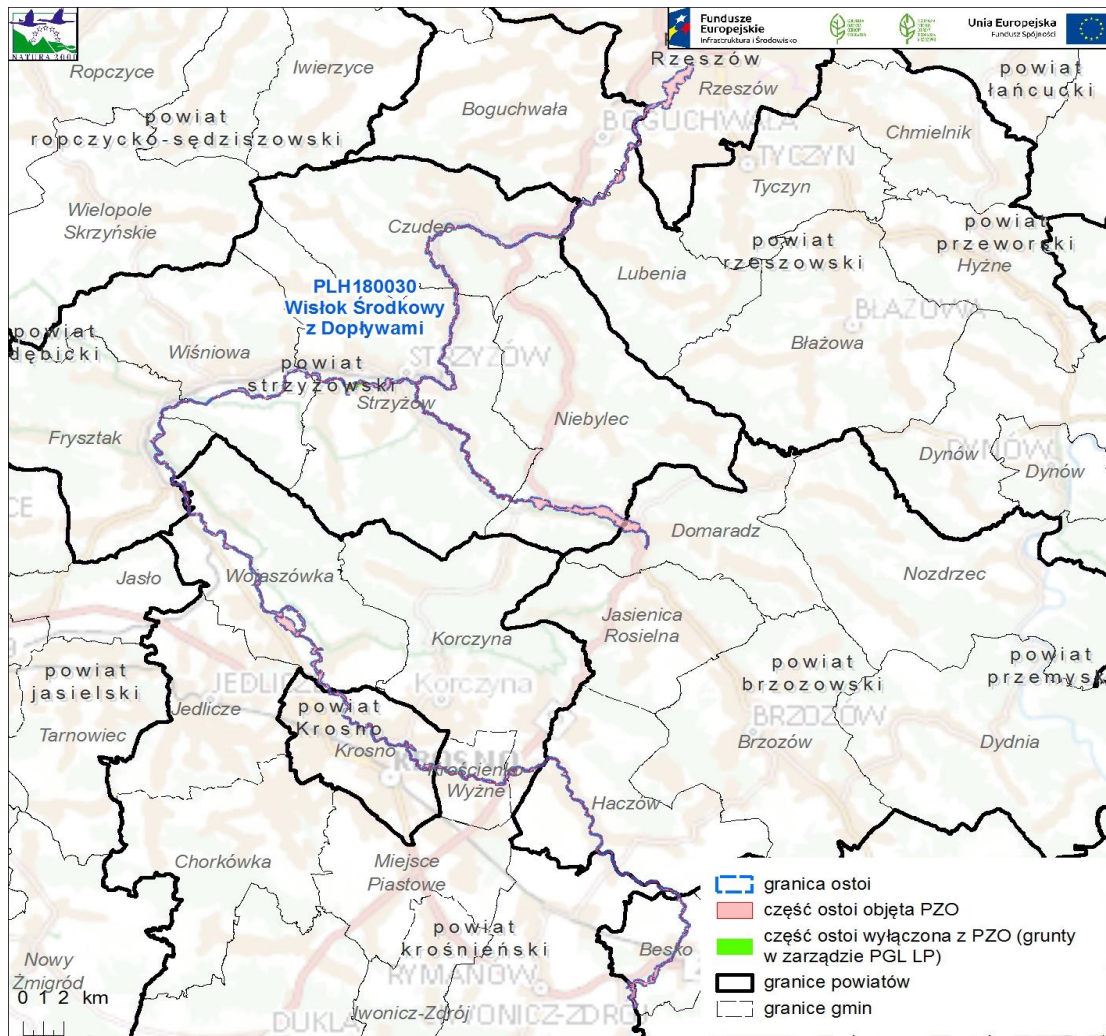 NATURA 2000
Fundusze
Europejskie
Infrastruktura i Środowisko
Unia Europejska
Fundusz Spójności
Ropczyce
Iwierzyce
Rzeszów
Rzeszów
powiat
łańcucki
Boguchwała
BOGUCHWAŁA
powiat
ropczycko-sędziszowski
Chmielnik
TYCZYN
Tyczyn
Wielopole
Skrzyńskie
Czudec
powiat
rzeszowski
powiat
przeworski
Hyżne
Lubenia
PLH180030
Wisłok Środkowy
z Dopływami
BŁAŻOWA
Błażowa
powiat
dębicki
Wiśniowa
STRZYŻÓW
powiat
strzyżowski
Strzyżów
Niebylec
Frysztak
DYNÓW
Dynów
Dynów
CE
Domaradz
Nozdrzec
Jasło
Wojaszówka
Jasienica
Rosielna
Korczyna
Korczyna
powiat
jasielski
JEDLICZE
Jedlicze
powiat
Krosno
Krosno
KROSNO
powiat
brzozowski
powiat
przemysk
BRZOZÓW
Brzozów
Tarnowiec
Dydnia
Krościenko
Wyżne
Haczów
Chorkówka
Miejsce
Piastowe
powiat
krośnieński
Besko
Nowy
Żmigród
RYMANÓW
Iwonicz-Zdrój
IWONICZ-ZDRÓJ
DUKLA
0 1 2 km
granica ostoi
część ostoi objęta PZO
część ostoi wyłączona z PZO (grunty
w zarządzie PGL LP)
granice powiatów
granice gmin